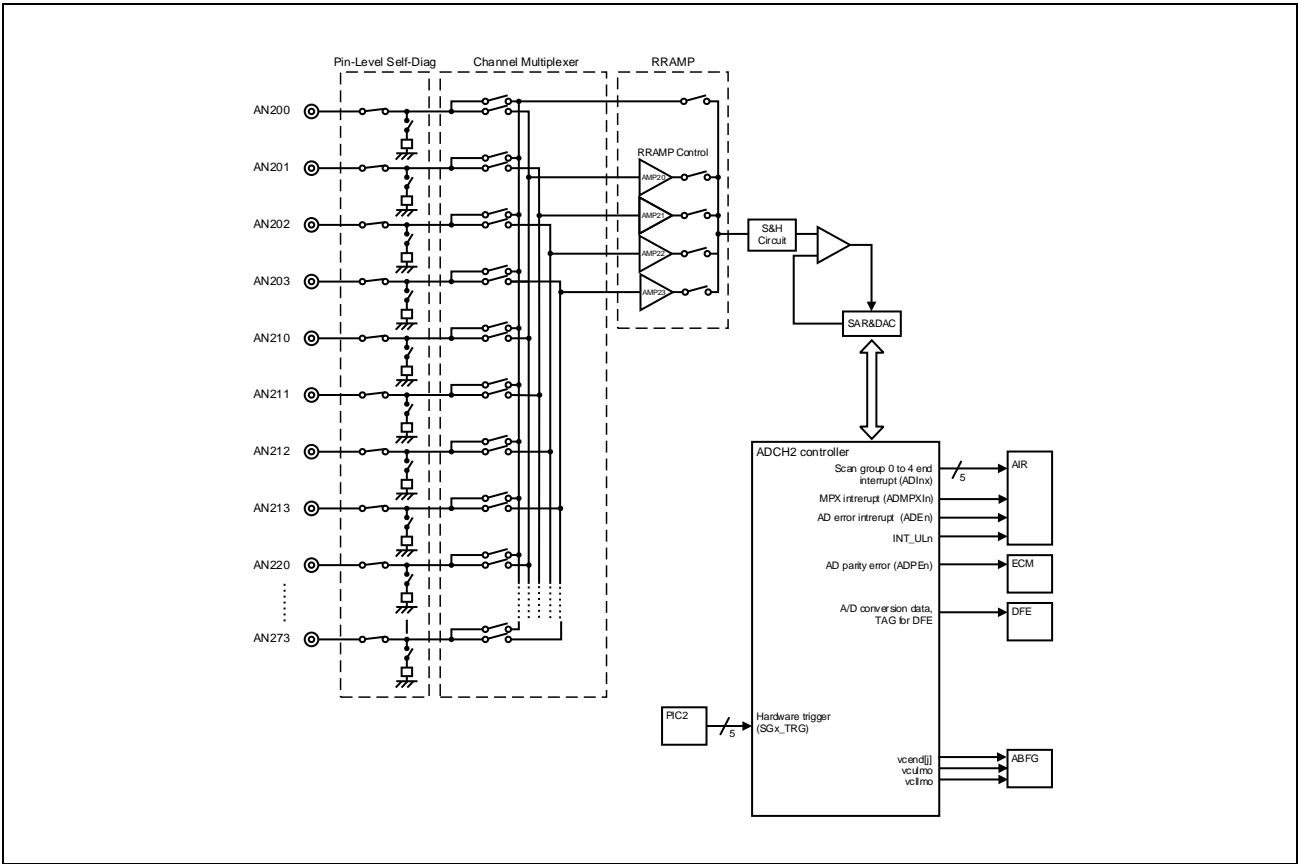 Pin-Level Self-Diag
Channel Multiplexer
RRAMP
AN200
AN201
AN202
AN203
AN210
AN211
AN212
AN213
AN220
AN273
RRAMP Control
AMP20
AMP21
AMP22
AMP23
S&H
Circuit
SAR&DAC
ADCH2 controller
Scan group 0 to 4 end
interrupt (ADInx)
5
AIR
MPX intrerupt (ADMPXIn)
AD error intrerupt (ADEn)
INT_ULn
AD parity error (ADPEn)
ECM
A/D conversion data,
TAG for DFE
DFE
PIC2
5
Hardware trigger
(SGx_TRG)
vcend[j]
vculmo
vcllmo
ABFG